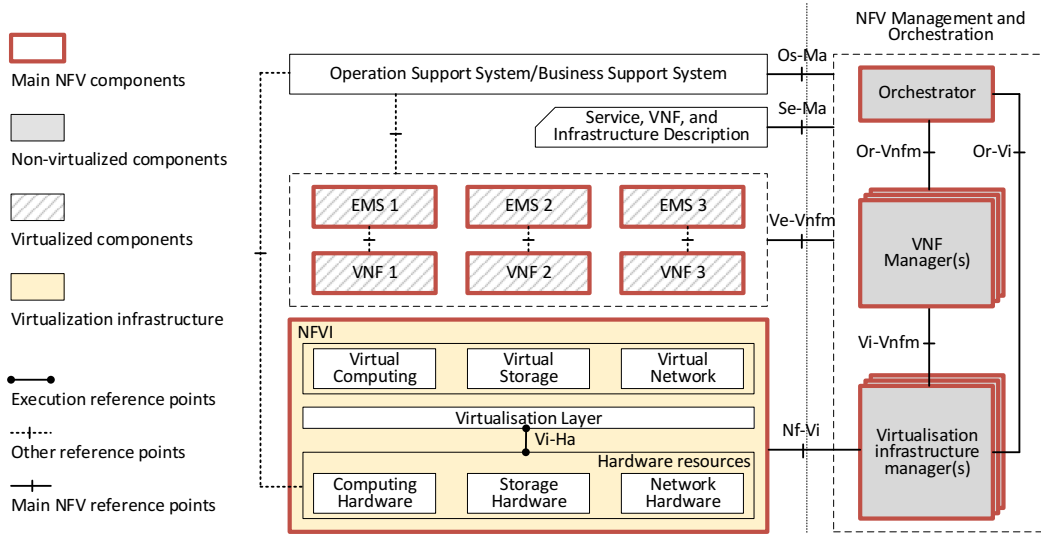 Main NFV components
Non-virtualized components
Virtualized components
Virtualization infrastructure
Execution reference points
Other reference points
Main NFV reference points
Operation Support System/Business Support System
Service, VNF, and
Infrastructure Description
EMS 1
EMS 2
EMS 3
VNF 1
VNF 2
VNF 3
NFVI
Virtual
Computing
Virtual
Storage
Virtual
Network
Virtualisation Layer
Vi-Ha
Hardware resources
Computing
Hardware
Storage
Hardware
Network
Hardware
Os-Ma
Se-Ma
Ve-Vnfm
Nf-Vi
NFV Management and
Orchestration
Orchestrator
Or-Vnfm
Or-Vi
VNF
Manager(s)
Vi-Vnfm
Virtualisation
infrastructure
manager(s)